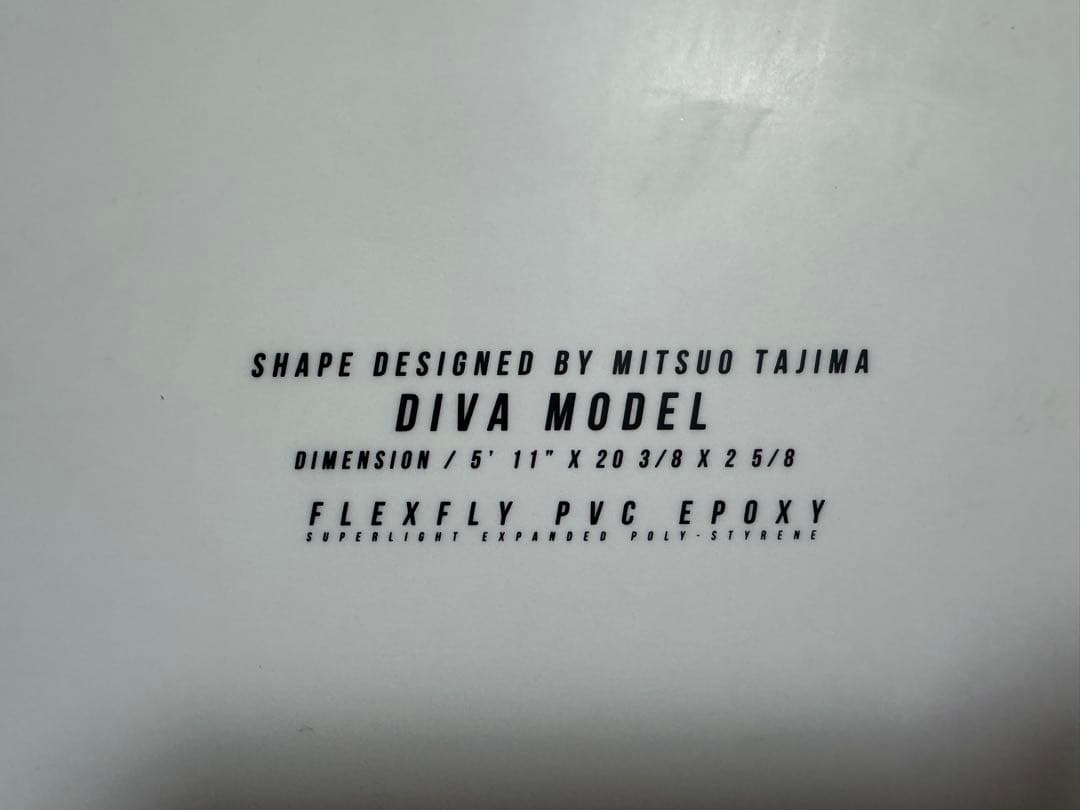 SHAPE DESIGNED BY MITSUO TAJIMA
DIVA MODEL
DIMENSION / 5' 11" X 20 3/8 X 2 5/8
FLEXFLY PVC EPOXY
SUPERLIGHT EXPANDED POLY-STYRENE